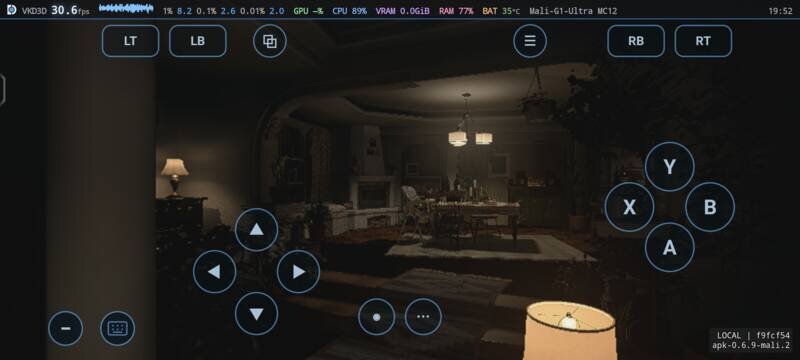 VKD3D 30.6fps 1% 8.2 0.1% 2.6 0.01% 2.0 GPU —% CPU 89% VRAM 0.0GiB RAM 77% BAT 35°C Mali-G1-Ultra MC12 19:52
LT LB RB RT
Y
X B
A
LOCAL | f9fcf54
apk-0.6.9-mali.2